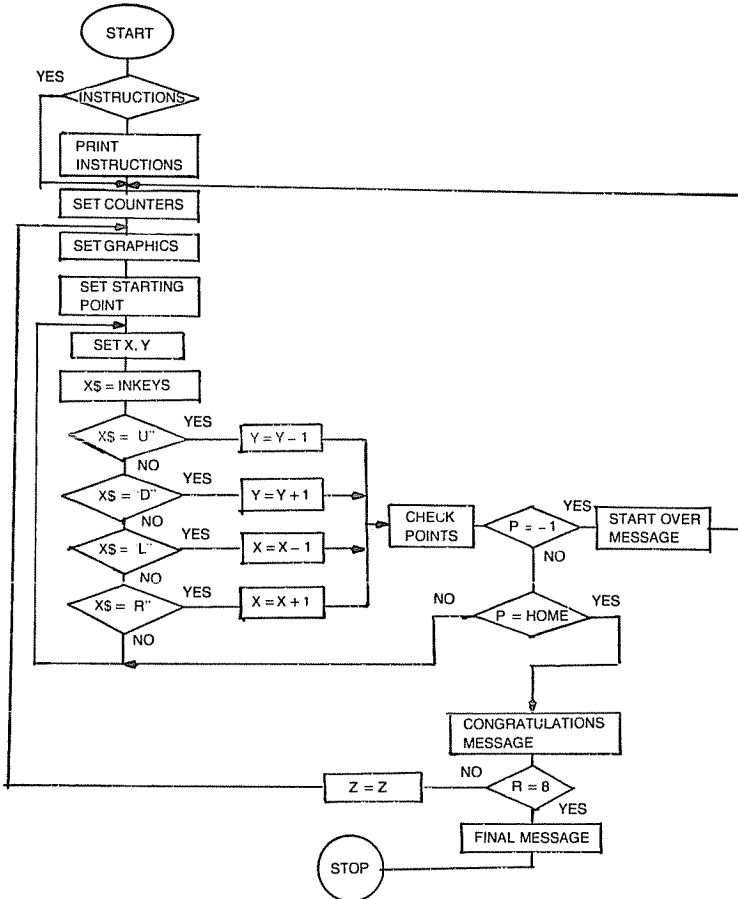 START
YES
INSTRUCTIONS
PRINT
INSTRUCTIONS
SET COUNTERS
SET GRAPHICS
SET STARTING
POINT
SET X, Y
X$ = INKEYS
X$ = U"
YES
Y = Y – 1
NO
X$ = "D"
YES
Y = Y + 1
NO
X$ = "L"
YES
X = X – 1
NO
X$ = R"
YES
X = X + 1
NO
CHECK
POINTS
P = – 1
YES
START OVER
MESSAGE
NO
P = HOME
NO
YES
CONGRATULATIONS
MESSAGE
R = 8
NO
Z = Z
YES
FINAL MESSAGE
STOP